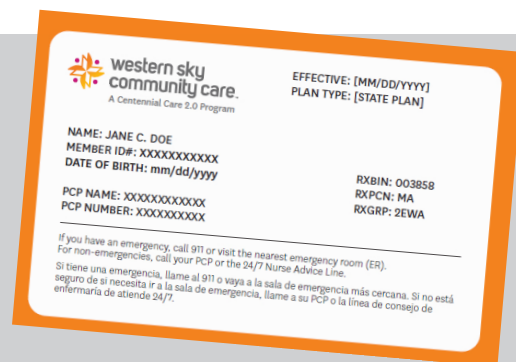 western sky
community care.
A Centennial Care 2.0 Program
EFFECTIVE: [MM/DD/YYYY]
PLAN TYPE: [STATE PLAN]
NAME: JANE C. DOE
MEMBER ID#: XXXXXXXXXXX
DATE OF BIRTH: mm/dd/yyyy
RXBIN: 003858
RXPCN: MA
RXGRP: 2EWA
PCP NAME: XXXXXXXXXXXX
PCP NUMBER: XXXXXXXXXX
If you have an emergency, call 911 or visit the nearest emergency room (ER).
For non-emergencies, call your PCP or the 24/7 Nurse Advice Line.
Si tiene una emergencia, llame al 911 o vaya a la sala de emergencia más cercana. Si no está
seguro de si necesita ir a la sala de emergencia, llame a su PCP o la línea de consejo de
enfermaría de atiende 24/7.